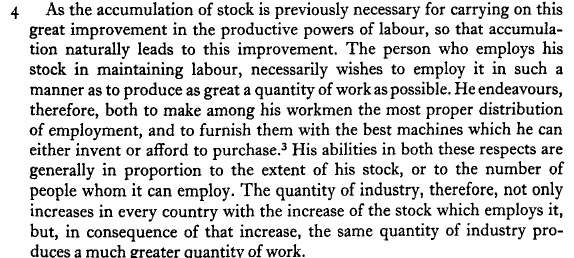 4 As the accumulation of stock is previously necessary for carrying on this
great improvement in the productive powers of labour, so that accumula-
tion naturally leads to this improvement. The person who employs his
stock in maintaining labour, necessarily wishes to employ it in such a
manner as to produce as great a quantity of work as possible. He endeavours,
therefore, both to make among his workmen the most proper distribution
of employment, and to furnish them with the best machines which he can
either invent or afford to purchase.³ His abilities in both these respects are
generally in proportion to the extent of his stock, or to the number of
people whom it can employ. The quantity of industry, therefore, not only
increases in every country with the increase of the stock which employs it,
but, in consequence of that increase, the same quantity of industry pro-
duces a much greater quantity of work.